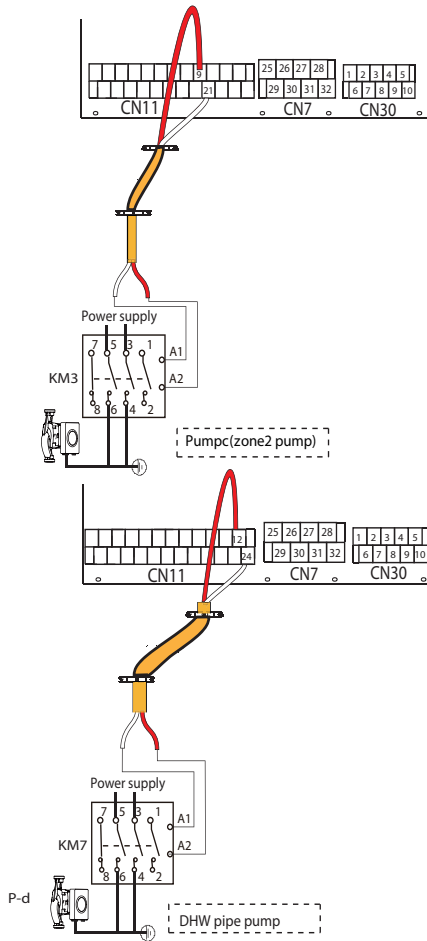 9
25 26 27 28
1 2 3 4 5
21
29 30 31 32
6 7 8 9 10
CN11 CN7 CN30
Power supply
7 5 3 1
A1
KM3
A2
8 6 4 2
Pumpc(zone2 pump)
12
25 26 27 28
1 2 3 4 5
24
29 30 31 32
6 7 8 9 10
CN11 CN7 CN30
Power supply
7 5 3 1
A1
KM7
A2
8 6 4 2
P-d
DHW pipe pump